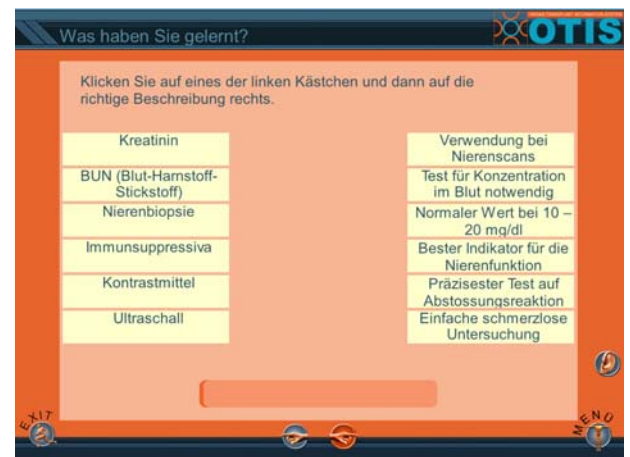 Was haben Sie gelernt?
OTIS
Klicken Sie auf eines der linken Kästchen und dann auf die
richtige Beschreibung rechts.
Kreatinin
BUN (Blut-Harnstoff-
Stickstoff)
Nierenbiopsie
Immunsuppressiva
Kontrastmittel
Ultraschall
Verwendung bei
Nierenscans
Test für Konzentration
im Blut notwendig
Normaler Wert bei 10 –
20 mg/dl
Bester Indikator für die
Nierenfunktion
Präzisester Test auf
Abstossungsreaktion
Einfache schmerzlose
Untersuchung
EXIT
MENÜ